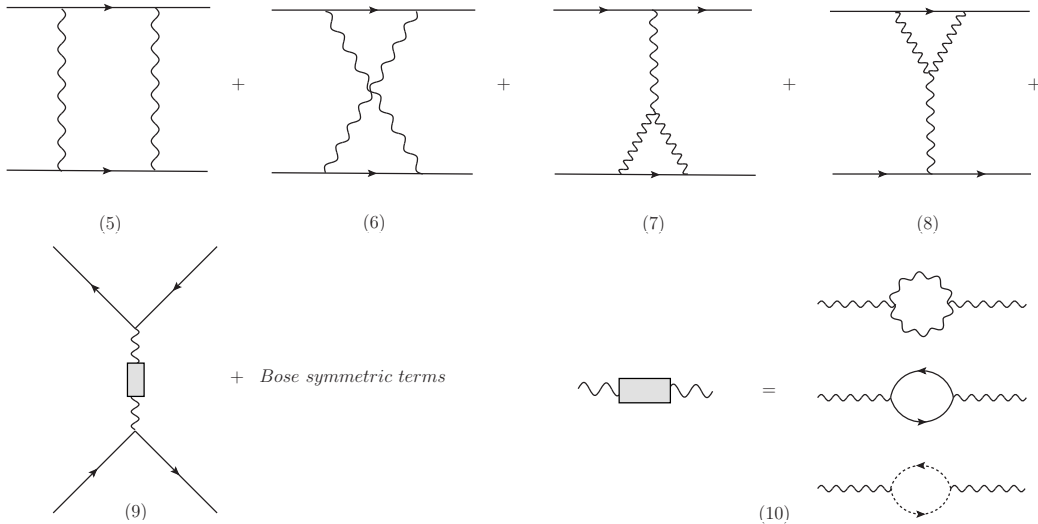 + + + +
(5) (6) (7) (8)
+ Bose symmetric terms
=
(9) (10)